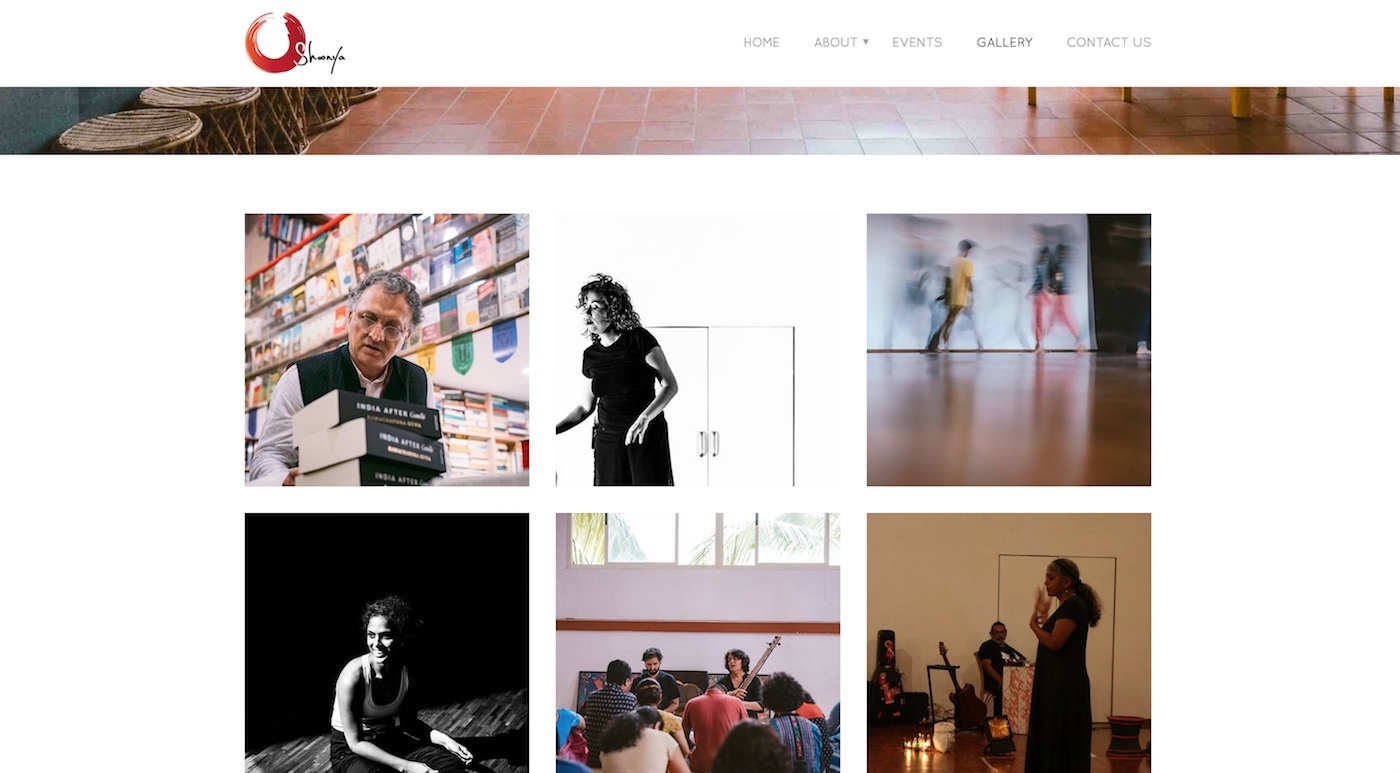 Shoonya
HOME
ABOUT ▾
EVENTS
GALLERY
CONTACT US
INDIA AFTER Gandhi
RAMACHANDRA GUHA
INDIA AFTER Gandhi
RAMACHANDRA GUHA
INDIA AFTER Gandhi